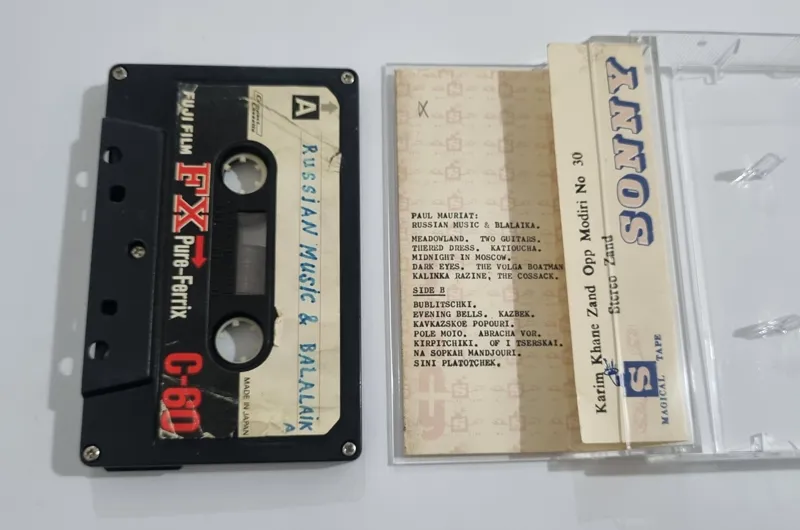 A
Compact Cassette
FUJI FILM
FX
Pure-Ferrix
C-60
MADE IN JAPAN
RUSSIAN MUSIC & BALALAIK
A
PAUL MAURIAT:
RUSSIAN MUSIC & BLALAIKA.
MEADOWLAND. TWO GUITARS.
THERED DRESS. KATIOUCHA.
MIDNIGHT IN MOSCOW.
DARK EYES. THE VOLGA BOATMAN
KALINKA RAZINE, THE COSSACK.
SIDE B
BUBLITSCHKI.
EVENING BELLS. KAZBEK.
KAVKAZSKOE POPOURI.
POLE MOIO. ABRACHA VOR.
KIRPITCHIKI. OF I TSERSKAI.
NA SOPKAH MANDJOURI.
SINI PLATOTCHEK.
Karim Khane Zand Opp Modiri No 30
Stereo Zand
SONNY
S
MAGICAL TAPE